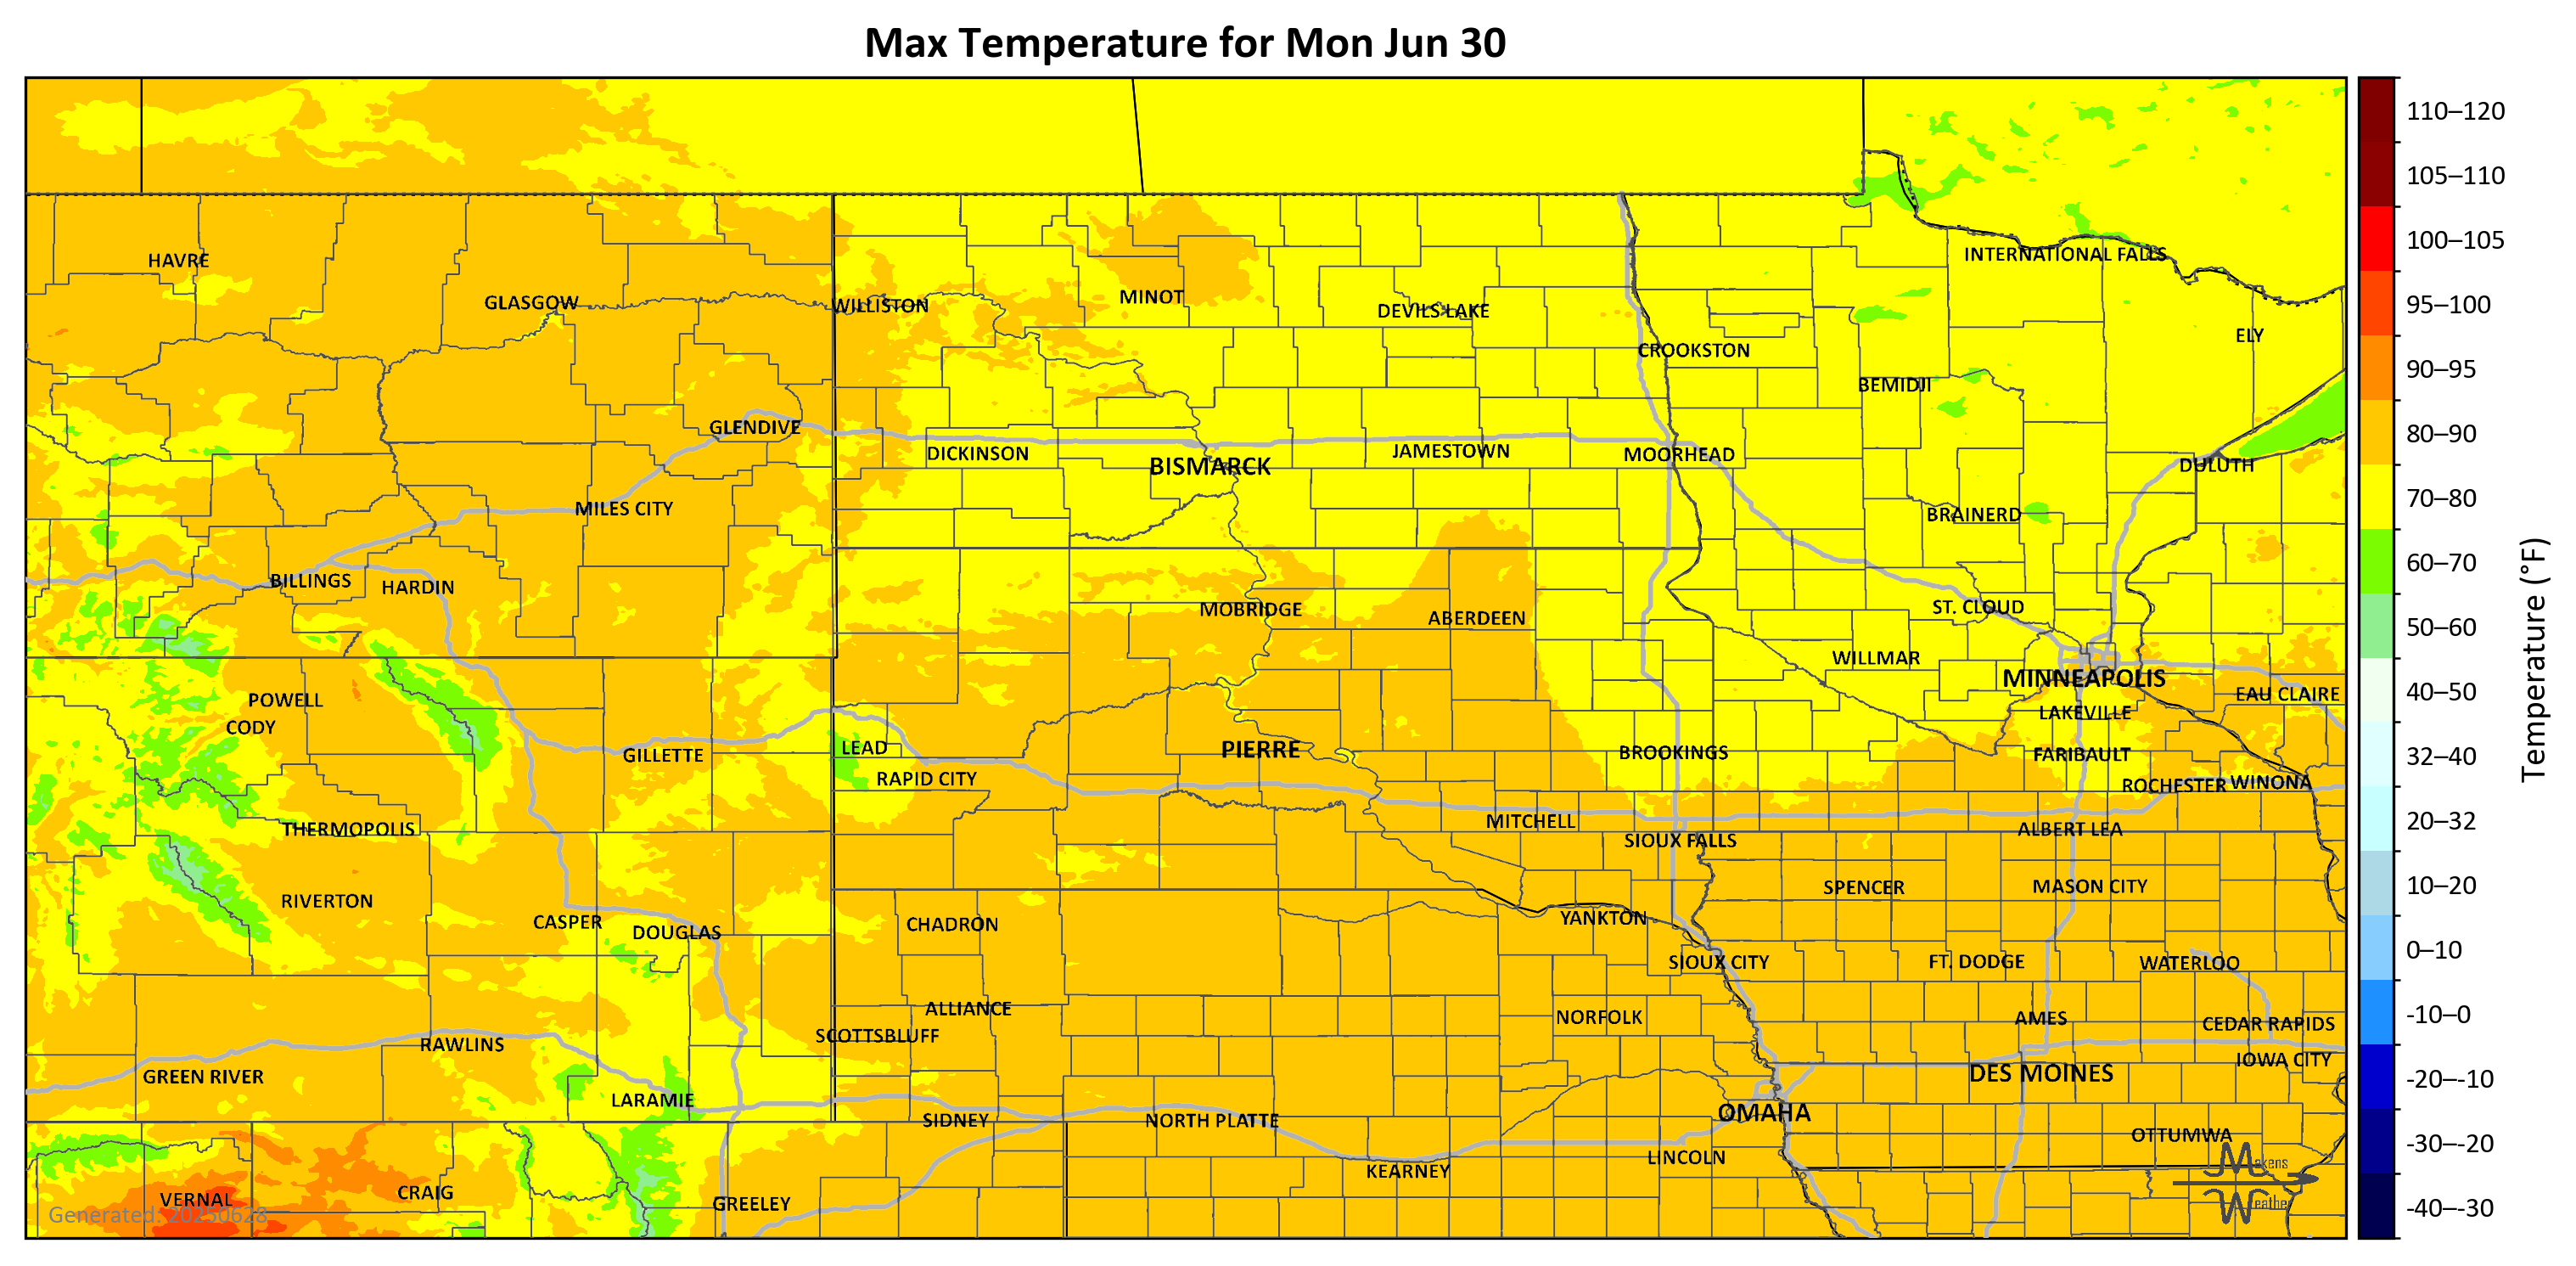 Max Temperature for Mon Jun 30
110–120
105–110
100–105
95–100
90–95
80–90
70–80
60–70
50–60
40–50
32–40
20–32
10–20
0–10
-10–0
-20–-10
-30–-20
-40–-30
Temperature (°F)
HAVRE
INTERNATIONAL FALLS
GLASGOW
WILLISTON
MINOT
DEVILS LAKE
ELY
CROOKSTON
BEMIDJI
GLENDIVE
DICKINSON
BISMARCK
JAMESTOWN
MOORHEAD
DULUTH
MILES CITY
BRAINERD
BILLINGS
HARDIN
MOBRIDGE
ABERDEEN
ST. CLOUD
WILLMAR
MINNEAPOLIS
POWELL
EAU CLAIRE
CODY
LAKEVILLE
GILLETTE
LEAD
PIERRE
BROOKINGS
FARIBAULT
RAPID CITY
ROCHESTER
WINONA
THERMOPOLIS
MITCHELL
SIOUX FALLS
ALBERT LEA
RIVERTON
SPENCER
MASON CITY
CASPER
DOUGLAS
CHADRON
YANKTON
SIOUX CITY
FT. DODGE
WATERLOO
ALLIANCE
NORFOLK
AMES
CEDAR RAPIDS
SCOTTSBLUFF
RAWLINS
IOWA CITY
GREEN RIVER
DES MOINES
LARAMIE
SIDNEY
NORTH PLATTE
OMAHA
OTTUMWA
KEARNEY
LINCOLN
VERNAL
CRAIG
GREELEY
Generated: 20250628
Makens
Weather